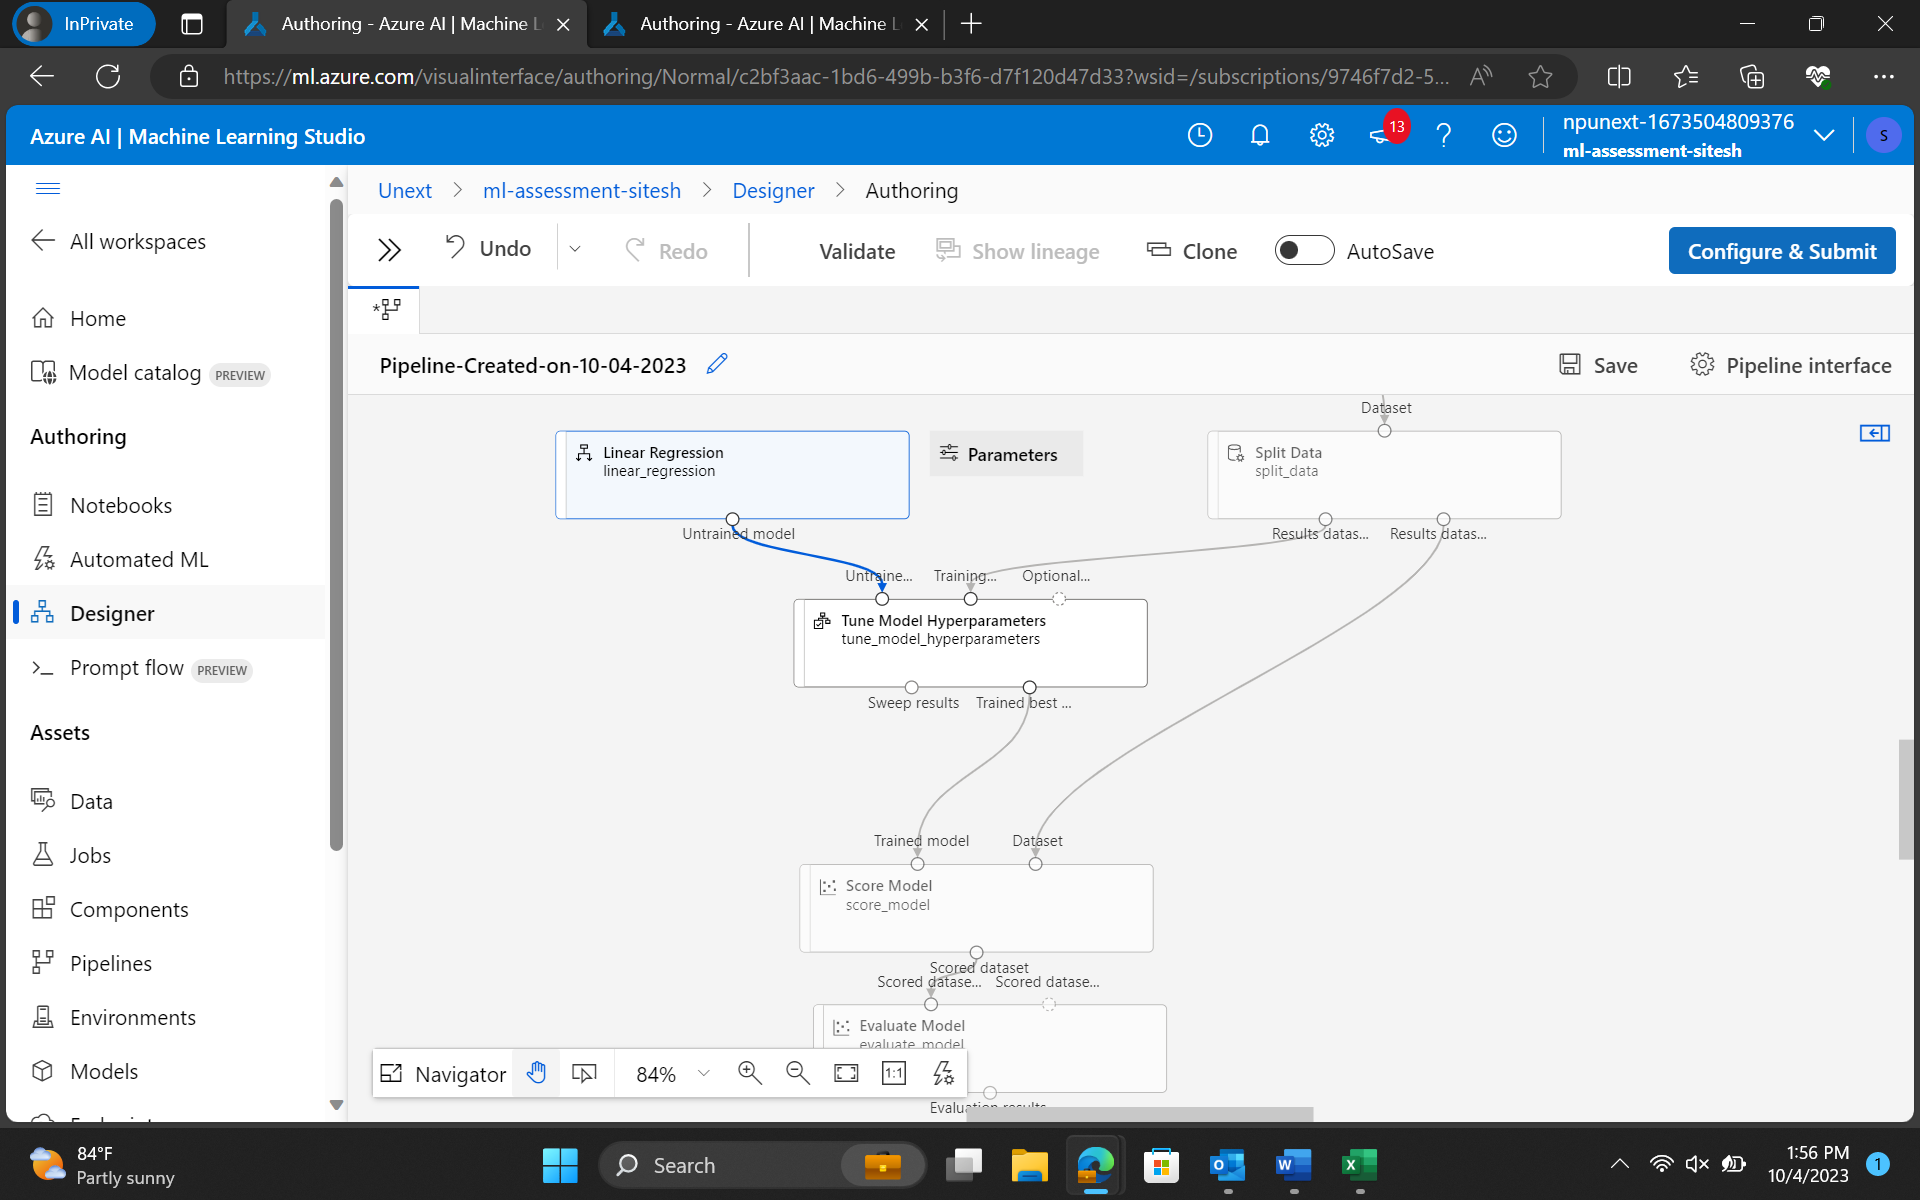 InPrivate
Authoring - Azure AI | Machine L
Authoring - Azure AI | Machine L
https://ml.azure.com/visualinterface/authoring/Normal/c2bf3aac-1bd6-499b-b3f6-d7f120d47d33?wsid=/subscriptions/9746f7d2-5...
Azure AI | Machine Learning Studio
13
npunext-1673504809376
ml-assessment-sitesh
S
Unext > ml-assessment-sitesh > Designer > Authoring
Undo
Redo
Validate
Show lineage
Clone
AutoSave
Configure & Submit
All workspaces
Home
Model catalog PREVIEW
Authoring
Notebooks
Automated ML
Designer
Prompt flow PREVIEW
Assets
Data
Jobs
Components
Pipelines
Environments
Models
Pipeline-Created-on-10-04-2023
Save
Pipeline interface
Dataset
Linear Regression
linear_regression
Parameters
Split Data
split_data
Untrained model
Results datas...
Results datas...
Untraine...
Training...
Optional...
Tune Model Hyperparameters
tune_model_hyperparameters
Sweep results
Trained best ...
Trained model
Dataset
Score Model
score_model
Scored dataset
Scored datase...
Scored datase...
Evaluate Model
evaluate_model
Navigator
84%
1:1
Evaluation results
84°F
Partly sunny
Search
1:56 PM
10/4/2023
1